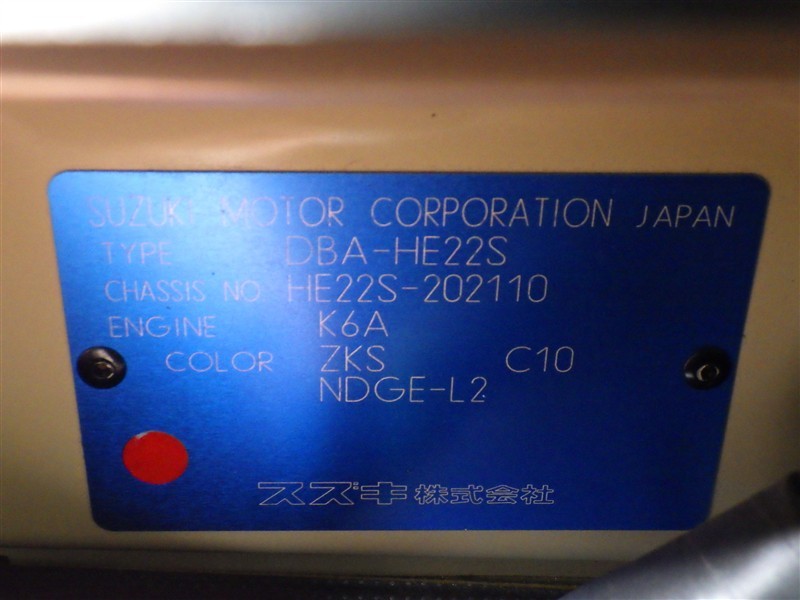 SUZUKI MOTOR CORPORATION JAPAN
TYPE DBA-HE22S
CHASSIS NO. HE22S-202110
ENGINE K6A
COLOR ZKS C10
NDGE-L2
スズキ株式会社